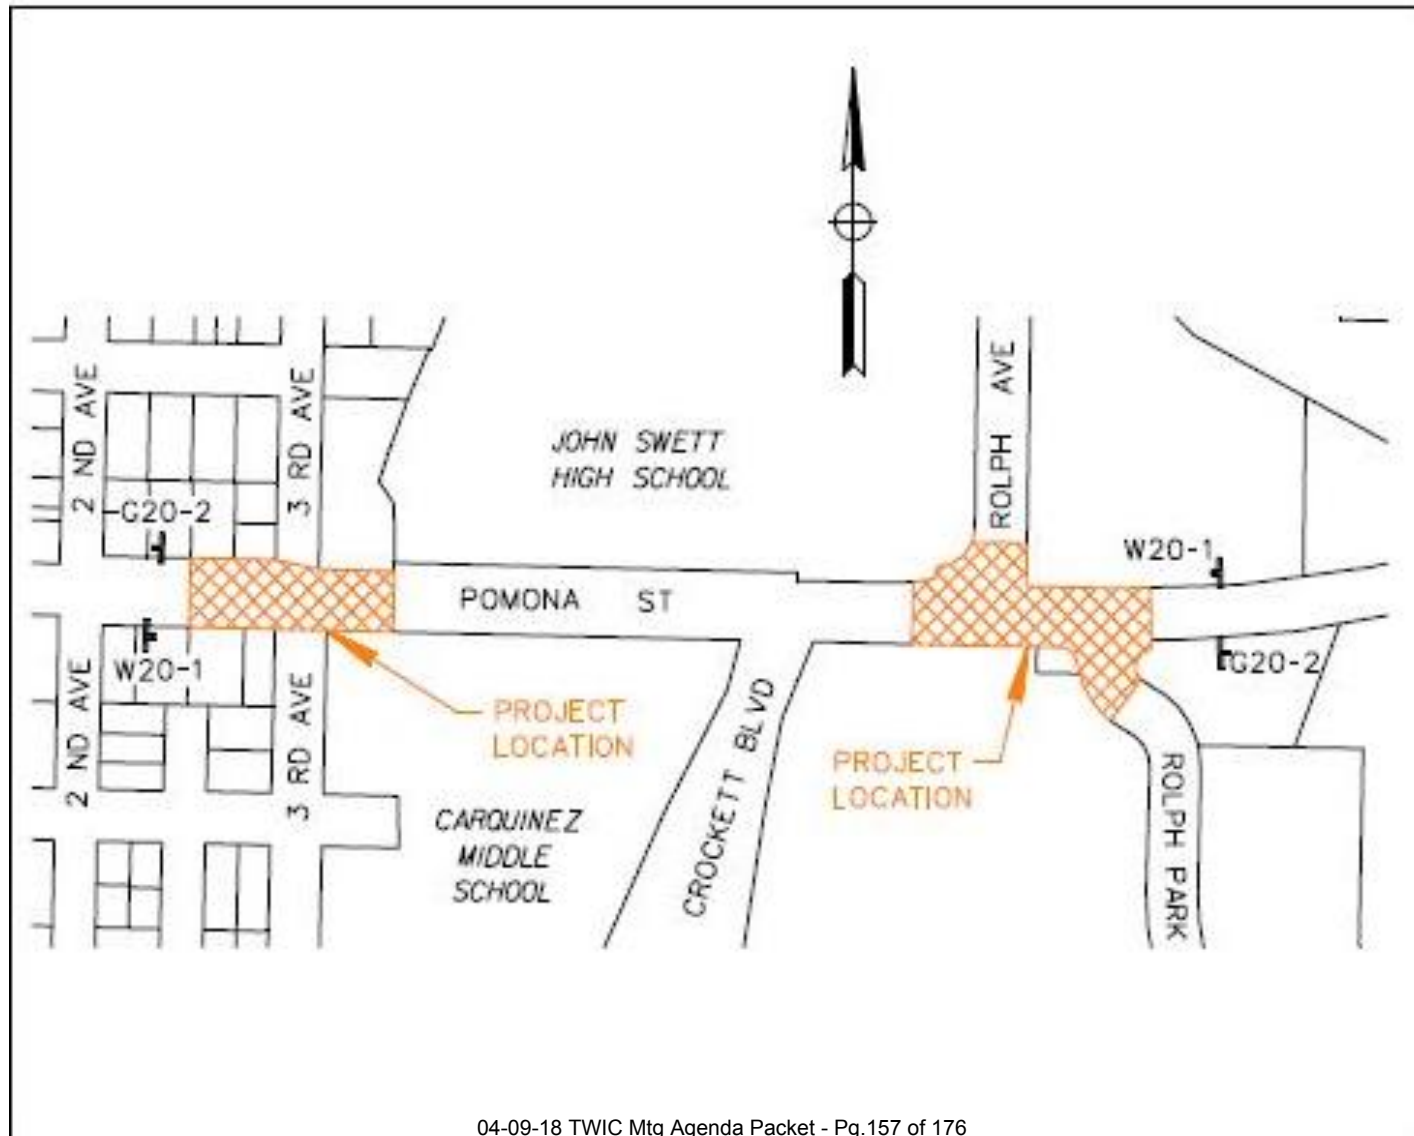 2 ND AVE
3 RD AVE
ROLPH AVE
JOHN SWETT
HIGH SCHOOL
G20-2
W20-1
POMONA ST
W20-1
G20-2
2 ND AVE
3 RD AVE
PROJECT
LOCATION
CROCKETT BLVD
PROJECT
LOCATION
ROLPH PARK
CARQUINEZ
MIDDLE
SCHOOL
04-09-18 TWIC Mtg Agenda Packet - Pg.157 of 176